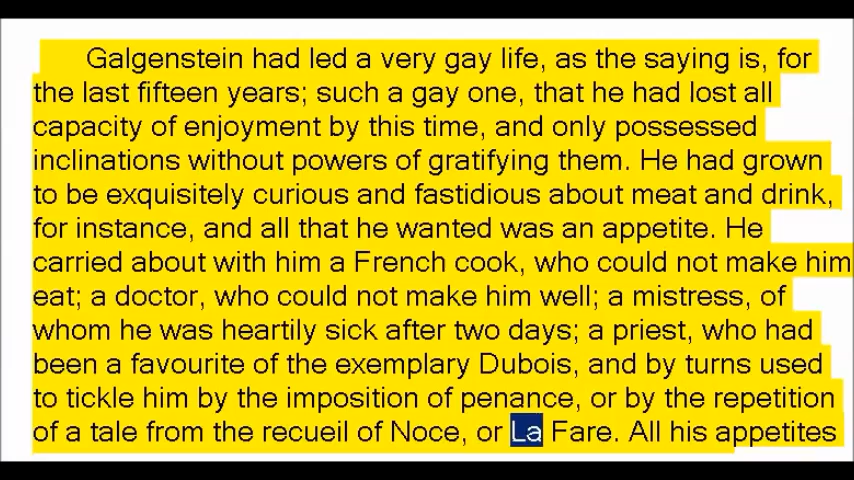 Galgenstein had led a very gay life, as the saying is, for
the last fifteen years; such a gay one, that he had lost all
capacity of enjoyment by this time, and only possessed
inclinations without powers of gratifying them. He had grown
to be exquisitely curious and fastidious about meat and drink,
for instance, and all that he wanted was an appetite. He
carried about with him a French cook, who could not make him
eat; a doctor, who could not make him well; a mistress, of
whom he was heartily sick after two days; a priest, who had
been a favourite of the exemplary Dubois, and by turns used
to tickle him by the imposition of penance, or by the repetition
of a tale from the recueil of Noce, or La Fare. All his appetites